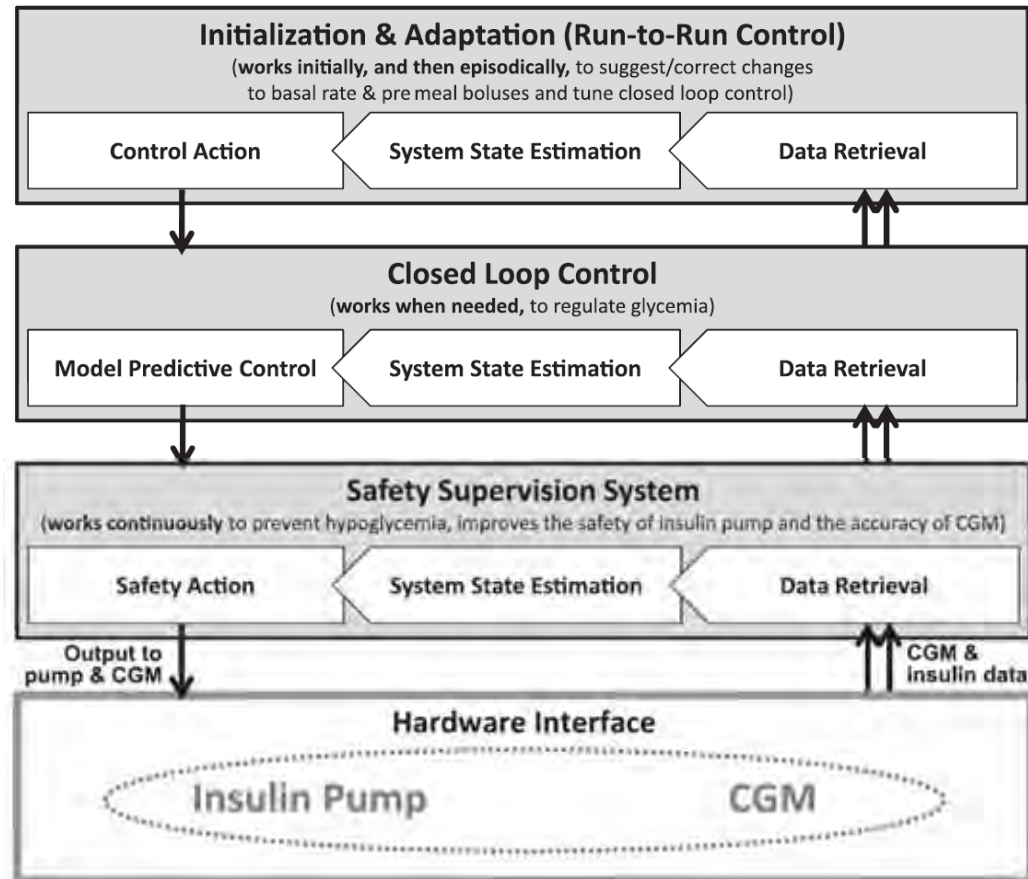 Initialization & Adaptation (Run-to-Run Control)
(works initially, and then episodically, to suggest/correct changes
to basal rate & pre meal boluses and tune closed loop control)
Control Action
System State Estimation
Data Retrieval
Closed Loop Control
(works when needed, to regulate glycemia)
Model Predictive Control
System State Estimation
Data Retrieval
Safety Supervision System
(works continuously to prevent hypoglycemia, improves the safety of insulin pump and the accuracy of CGM)
Safety Action
System State Estimation
Data Retrieval
Output to
pump & CGM
CGM &
insulin data
Hardware Interface
Insulin Pump
CGM